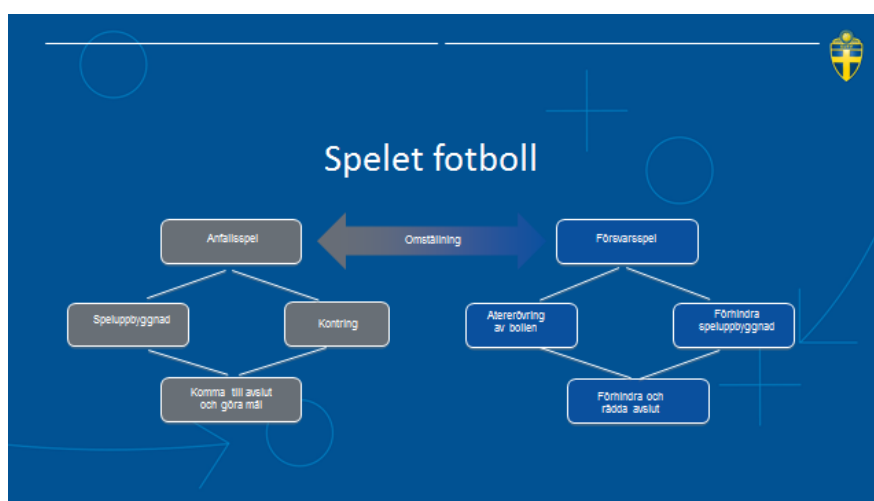 Spelet fotboll
Anfallsspel
Omställning
Försvarsspel
Speluppbyggnad
Kontring
Återerövring
av bollen
Förhindra
speluppbyggnad
Komma till avslut
och göra mål
Förhindra och
rädda avslut